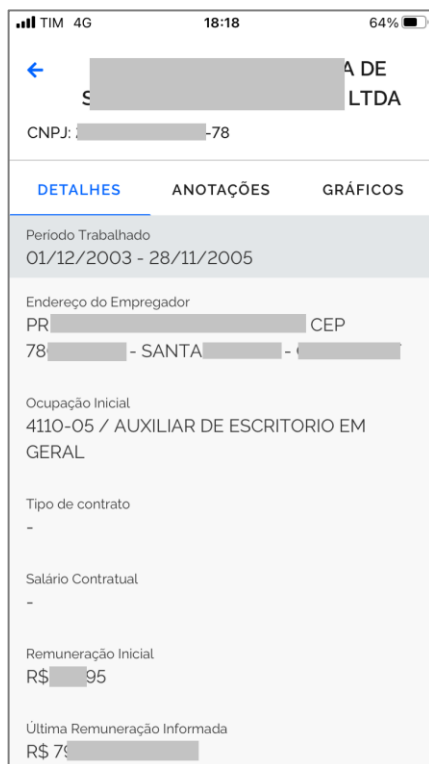 TIM 4G 18:18 64%
A DE
LTDA
CNPJ: -78
DETALHES ANOTAÇÕES GRÁFICOS
Período Trabalhado
01/12/2003 - 28/11/2005
Endereço do Empregador
PR CEP
78 - SANTA -
Ocupação Inicial
4110-05 / AUXILIAR DE ESCRITORIO EM
GERAL
Tipo de contrato
-
Salário Contratual
-
Remuneração Inicial
R$ 95
Última Remuneração Informada
R$ 79